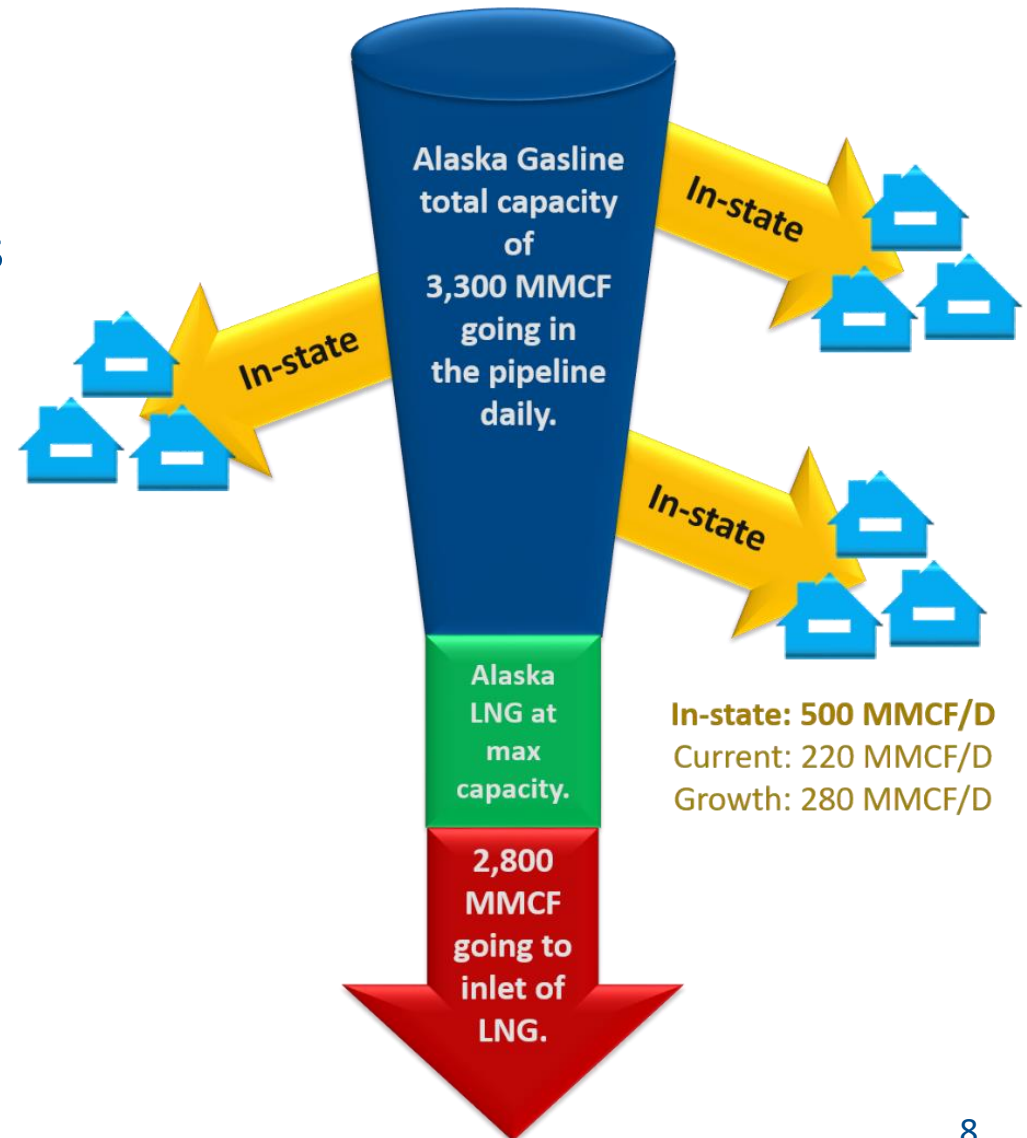 Alaska Gasline
total capacity
of
3,300 MMCF
going in
the pipeline
daily.
In-state
In-state
In-state
Alaska
LNG at
max
capacity.
In-state: 500 MMCF/D
Current: 220 MMCF/D
Growth: 280 MMCF/D
2,800
MMCF
going to
inlet of
LNG.
8